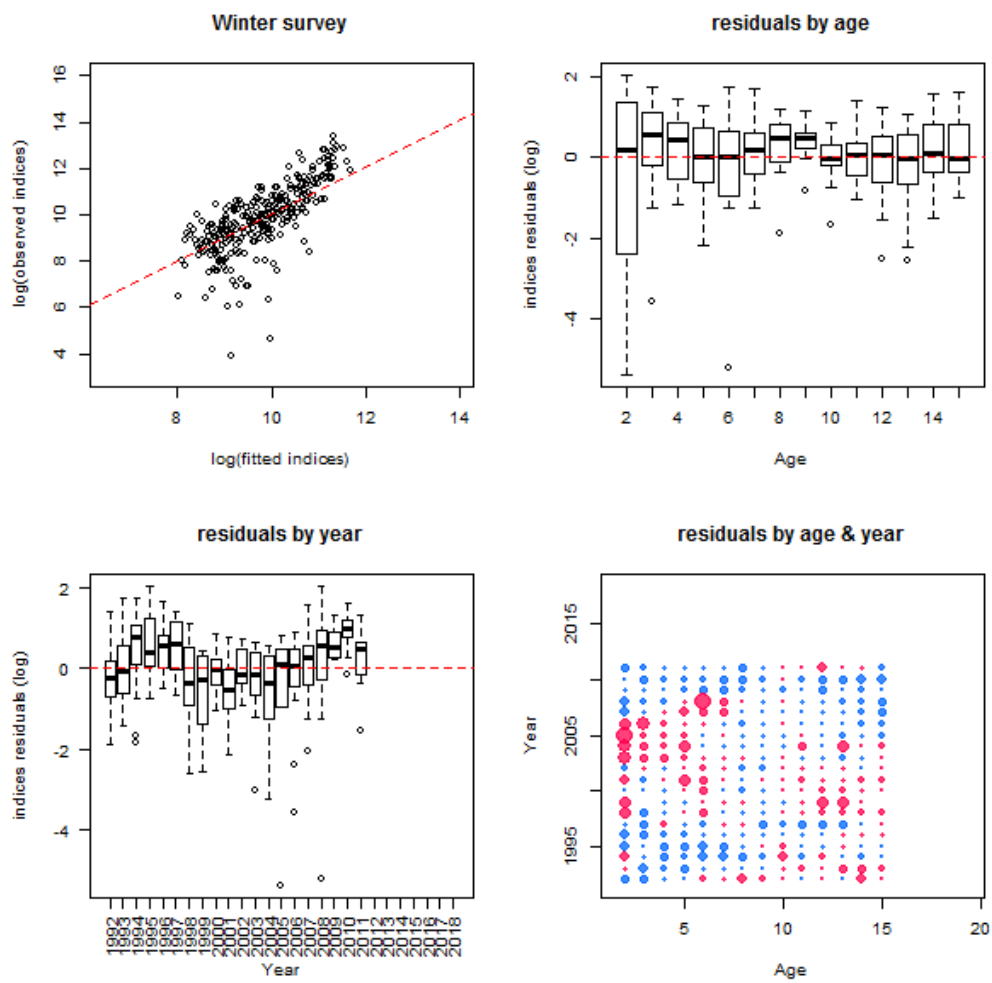 Winter survey
log(observed indices)
16
14
12
10
8
6
4
8 10 12 14
log(fitted indices)
residuals by age
indices residuals (log)
2
0
-2
-4
2 4 6 8 10 12 14
Age
residuals by year
indices residuals (log)
2
0
-2
-4
1992 1993 1994 1995 1996 1997 1998 1999 2000 2001 2002 2003 2004 2005 2006 2007 2008 2009 2010 2011 2012 2013 2014 2015 2016 2017 2018
Year
residuals by age & year
Year
2015
2005
1995
5 10 15 20
Age